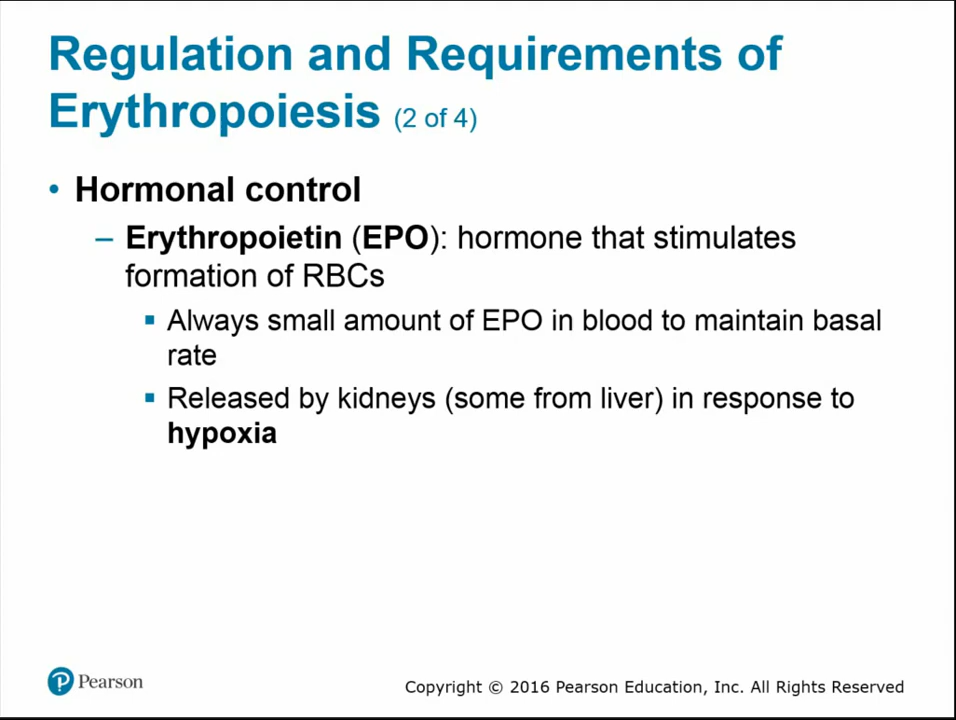 Regulation and Requirements of
Erythropoiesis (2 of 4)
• Hormonal control
– Erythropoietin (EPO): hormone that stimulates
formation of RBCs
▪ Always small amount of EPO in blood to maintain basal
rate
▪ Released by kidneys (some from liver) in response to
hypoxia
Pearson
Copyright © 2016 Pearson Education, Inc. All Rights Reserved